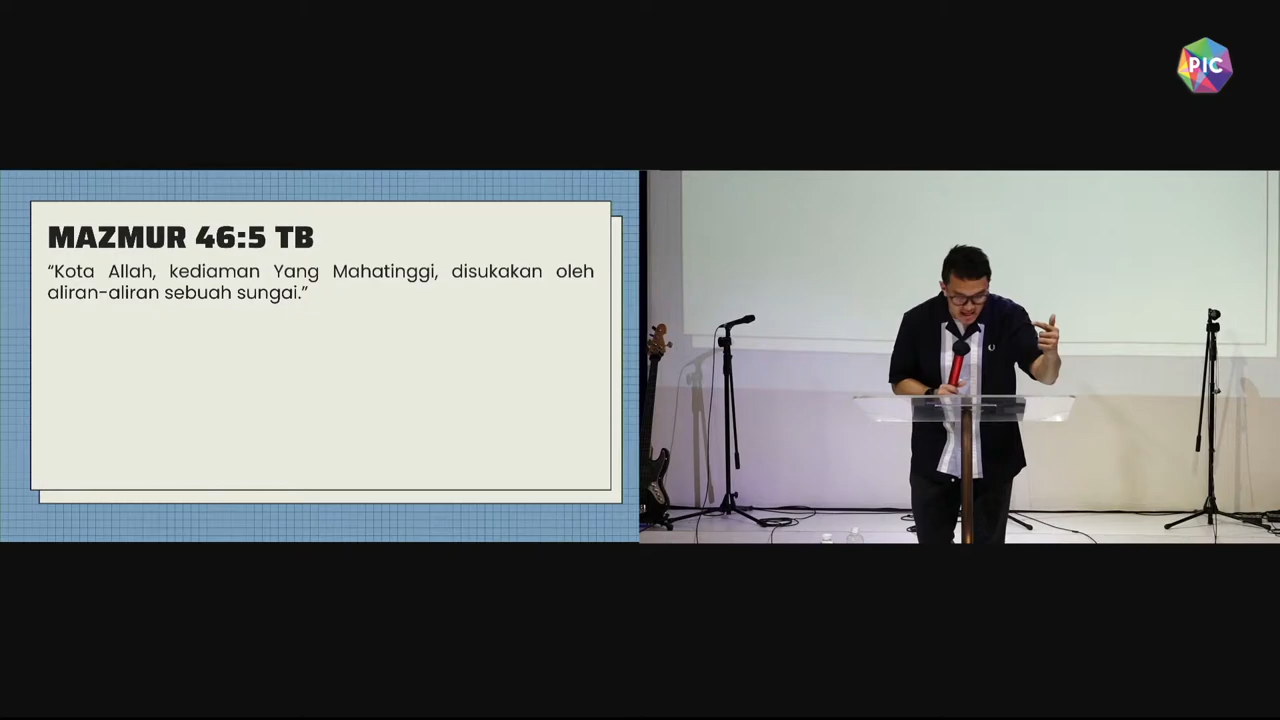 PIC
MAZMUR 46:5 TB
“Kota Allah, kediaman Yang Mahatinggi, disukakan oleh
aliran-aliran sebuah sungai.”